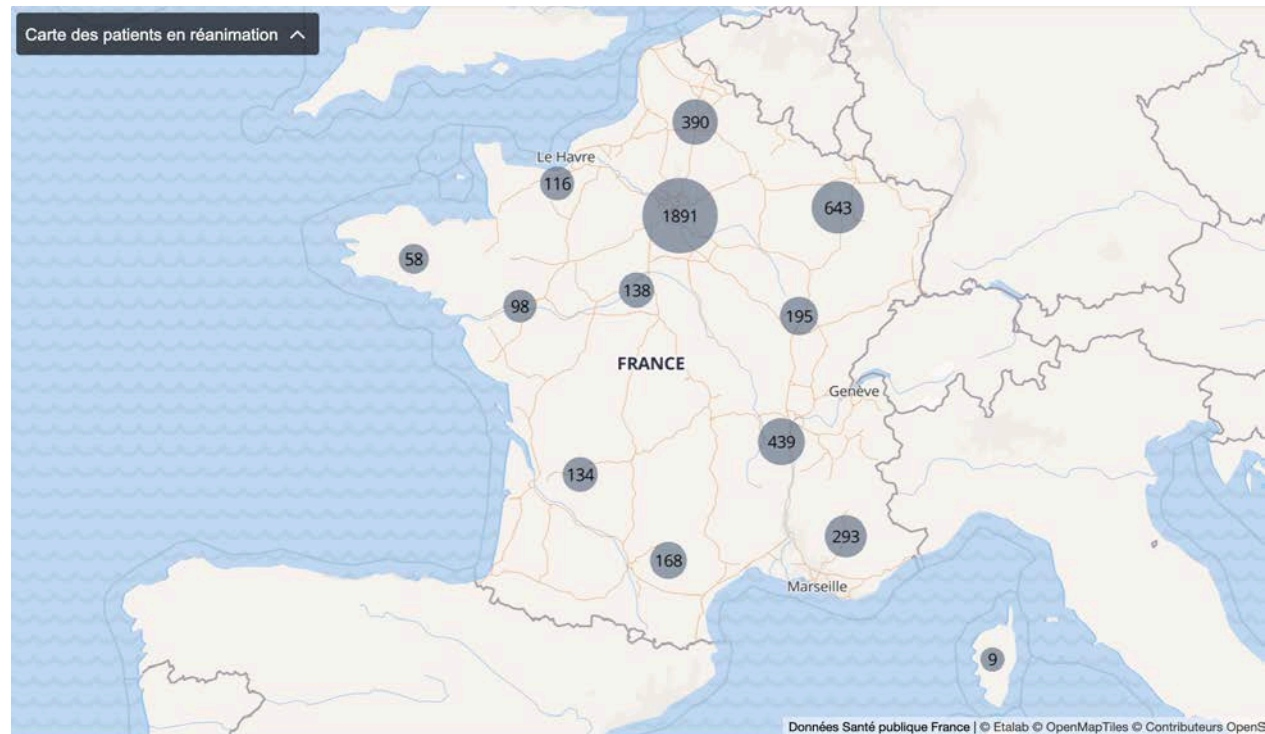 Carte des patients en réanimation
390
Le Havre
116
1891
643
58
138
98
195
FRANCE
Genève
439
134
293
168
Marseille
9
Données Santé publique France | © Etalab © OpenMapTiles © Contributeurs OpenS